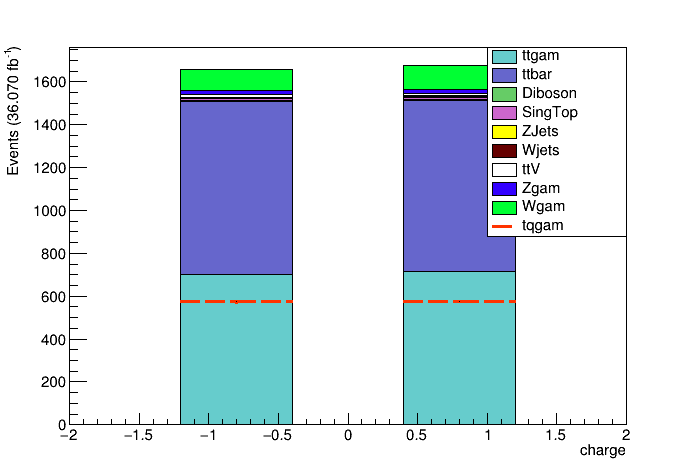 Events (36.070 fb⁻¹)
1600
1400
1200
1000
800
600
400
200
0
−2 −1.5 −1 −0.5 0 0.5 1 1.5 2
charge
ttgam
ttbar
Diboson
SingTop
ZJets
Wjets
ttV
Zgam
Wgam
tqgam